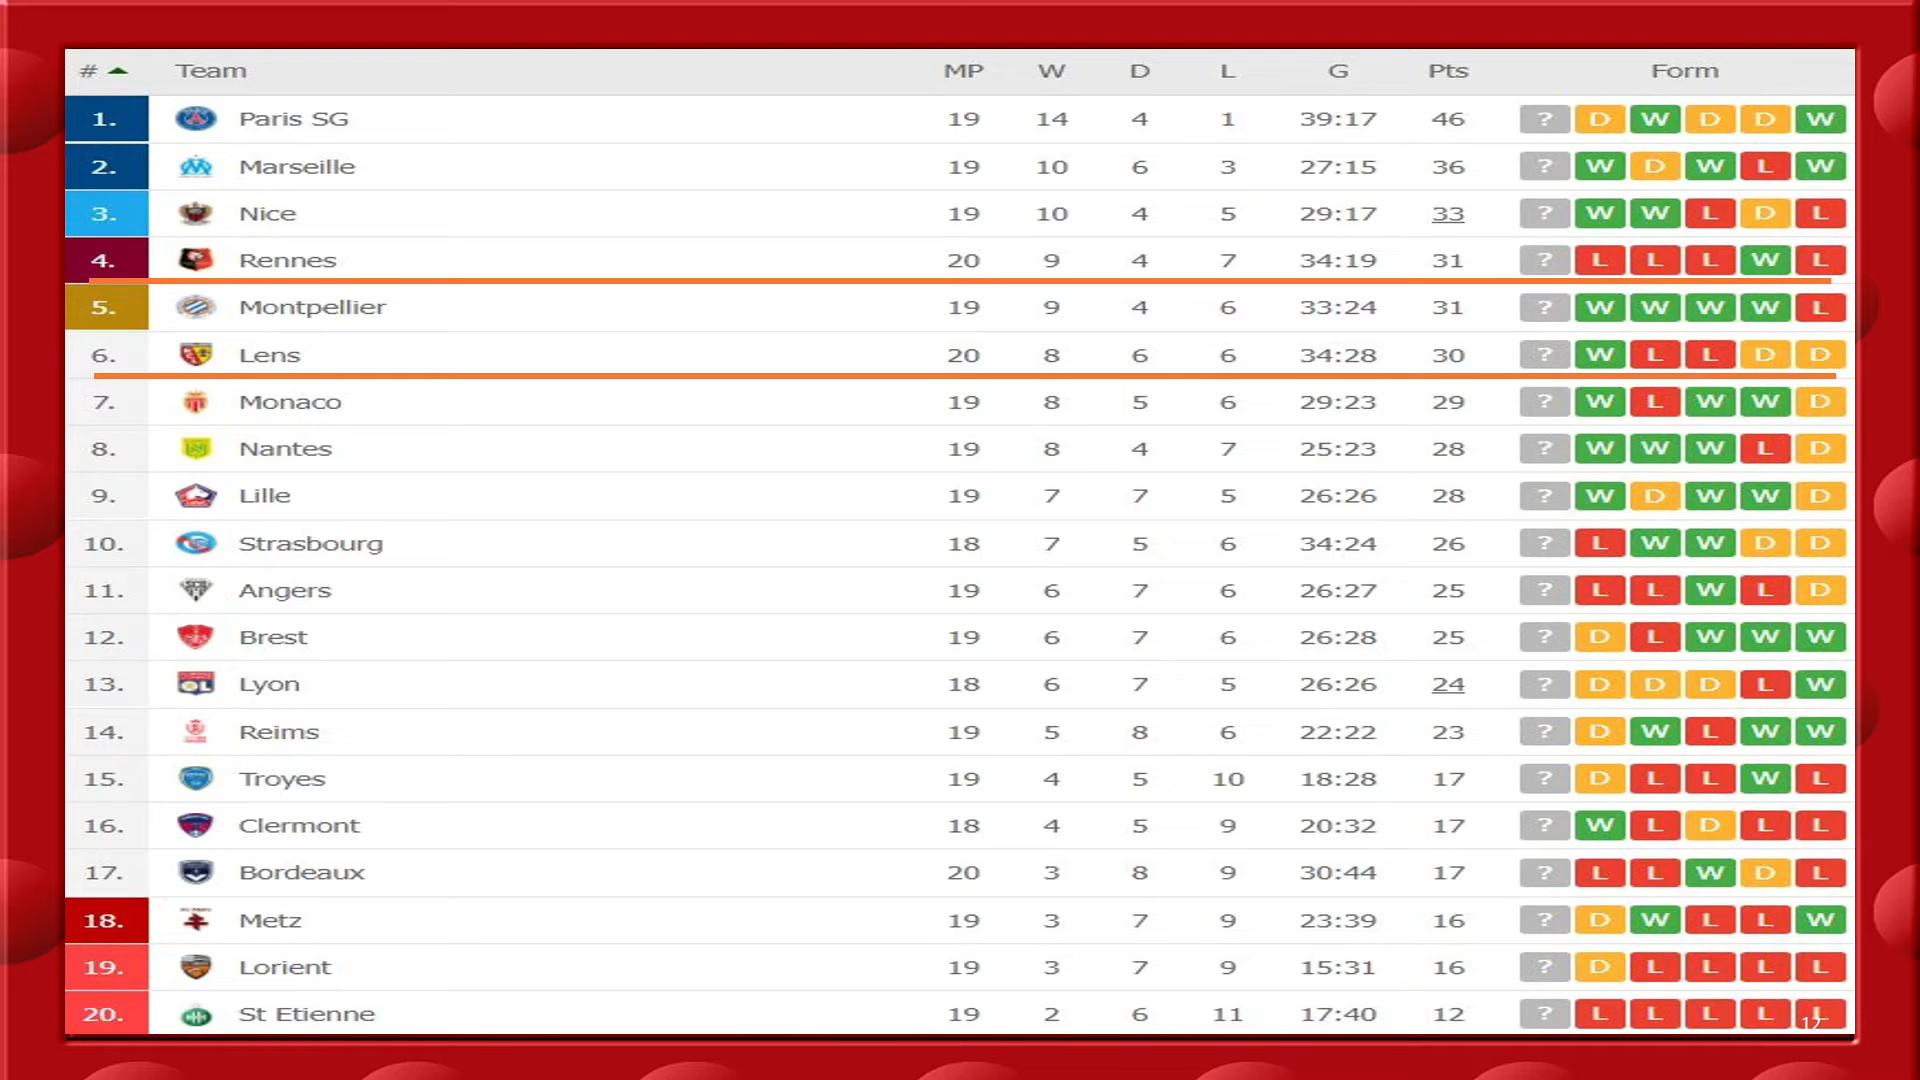 # Team MP W D L G Pts Form
1. Paris SG 19 14 4 1 39:17 46 ? D W D D W
2. Marseille 19 10 6 3 27:15 36 ? W D W L W
3. Nice 19 10 4 5 29:17 33 ? W W L D L
4. Rennes 20 9 4 7 34:19 31 ? L L L W L
5. Montpellier 19 9 4 6 33:24 31 ? W W W W L
6. Lens 20 8 6 6 34:28 30 ? W L L D D
7. Monaco 19 8 5 6 29:23 29 ? W L W W D
8. Nantes 19 8 4 7 25:23 28 ? W W W L D
9. Lille 19 7 7 5 26:26 28 ? W D W W D
10. Strasbourg 18 7 5 6 34:24 26 ? L W W D D
11. Angers 19 6 7 6 26:27 25 ? L L W L D
12. Brest 19 6 7 6 26:28 25 ? D L W W W
13. Lyon 18 6 7 5 26:26 24 ? D D D L W
14. Reims 19 5 8 6 22:22 23 ? D W L W W
15. Troyes 19 4 5 10 18:28 17 ? D L L W L
16. Clermont 18 4 5 9 20:32 17 ? W L D L L
17. Bordeaux 20 3 8 9 30:44 17 ? L L W D L
18. Metz 19 3 7 9 23:39 16 ? D W L L W
19. Lorient 19 3 7 9 15:31 16 ? D L L L L
20. St Etienne 19 2 6 11 17:40 12 ? L L L L L
12